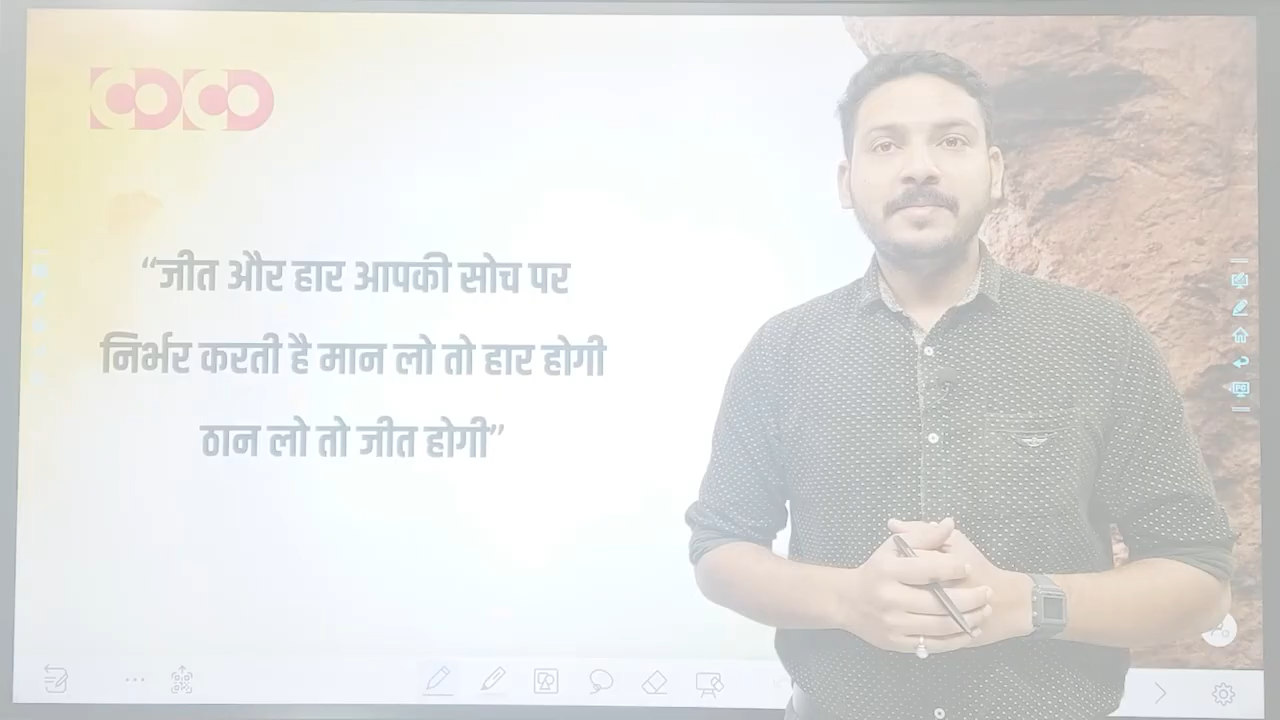 “जीत और हार आपकी सोच पर
निर्भर करती है मान लो तो हार होगी
ठान लो तो जीत होगी”